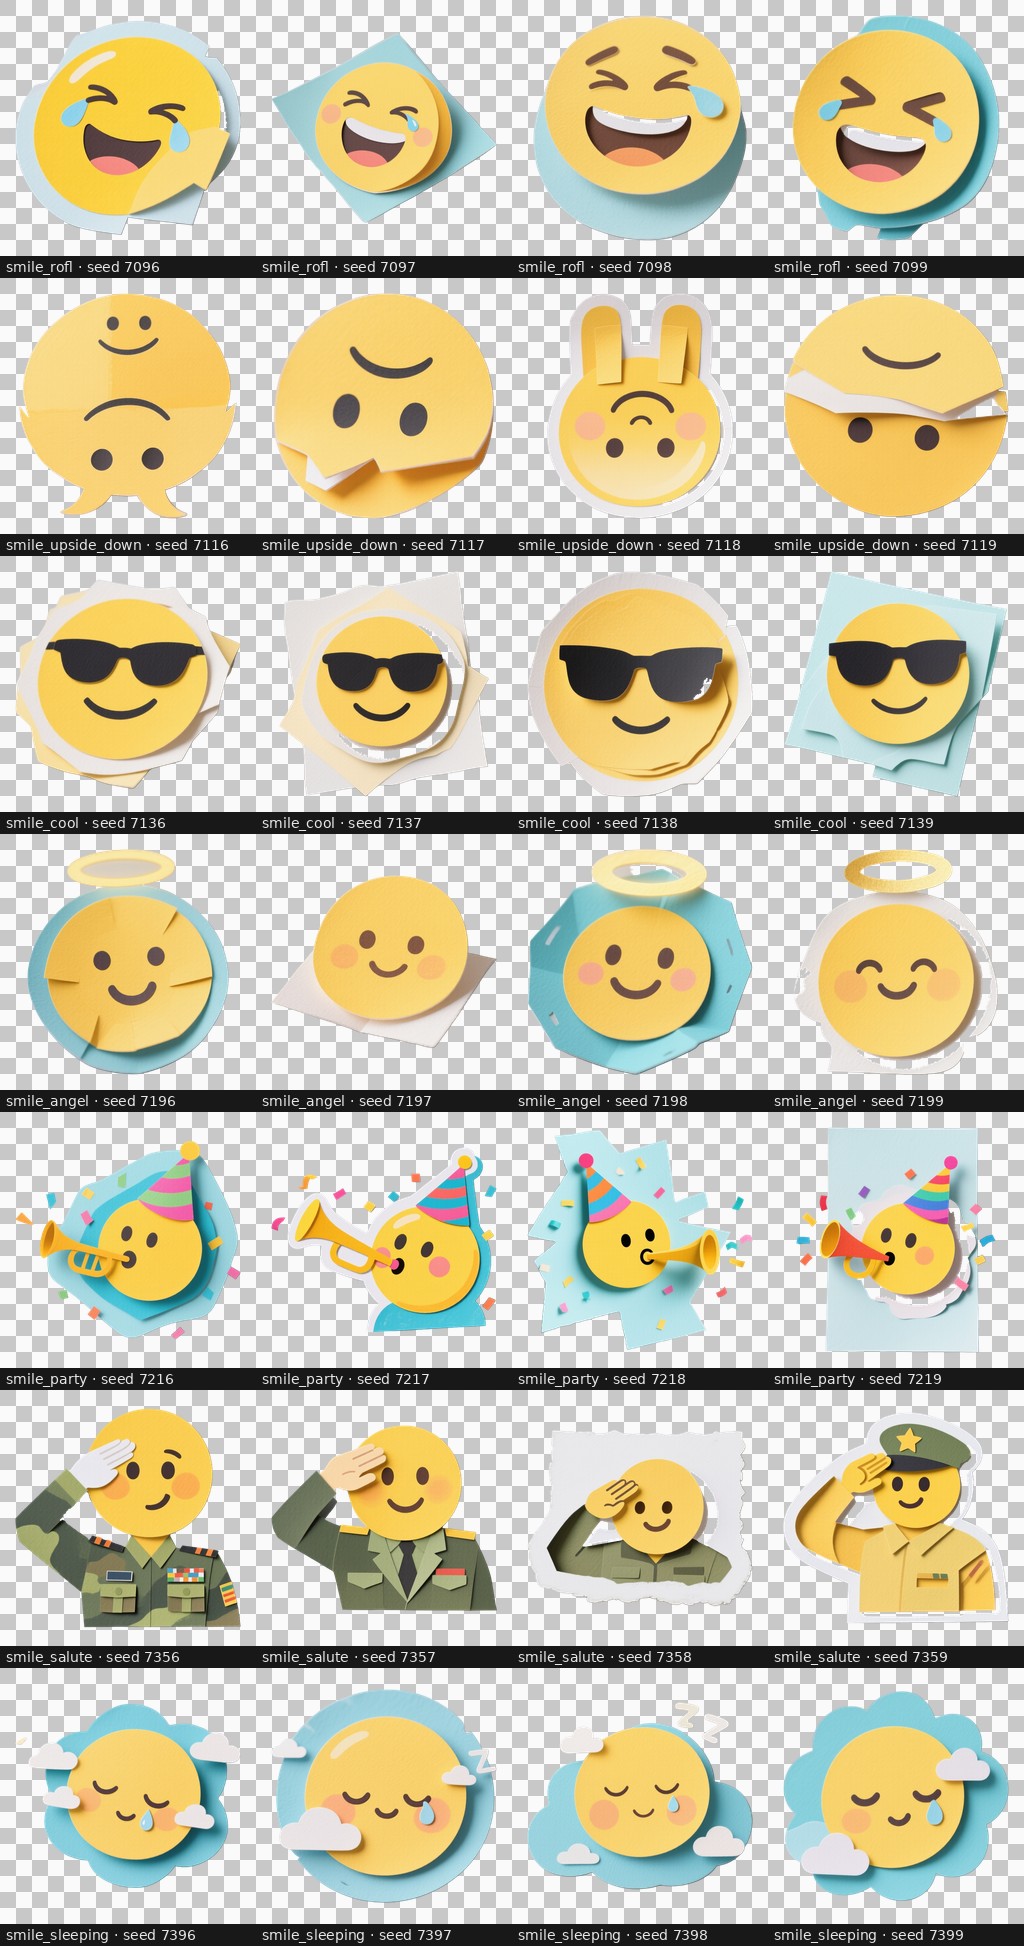 smile_rofl · seed 7096
smile_rofl · seed 7097
smile_rofl · seed 7098
smile_rofl · seed 7099
smile_upside_down · seed 7116
smile_upside_down · seed 7117
smile_upside_down · seed 7118
smile_upside_down · seed 7119
smile_cool · seed 7136
smile_cool · seed 7137
smile_cool · seed 7138
smile_cool · seed 7139
smile_angel · seed 7196
smile_angel · seed 7197
smile_angel · seed 7198
smile_angel · seed 7199
smile_party · seed 7216
smile_party · seed 7217
smile_party · seed 7218
smile_party · seed 7219
smile_salute · seed 7356
smile_salute · seed 7357
smile_salute · seed 7358
smile_salute · seed 7359
Z
Z Z
smile_sleeping · seed 7396
smile_sleeping · seed 7397
smile_sleeping · seed 7398
smile_sleeping · seed 7399